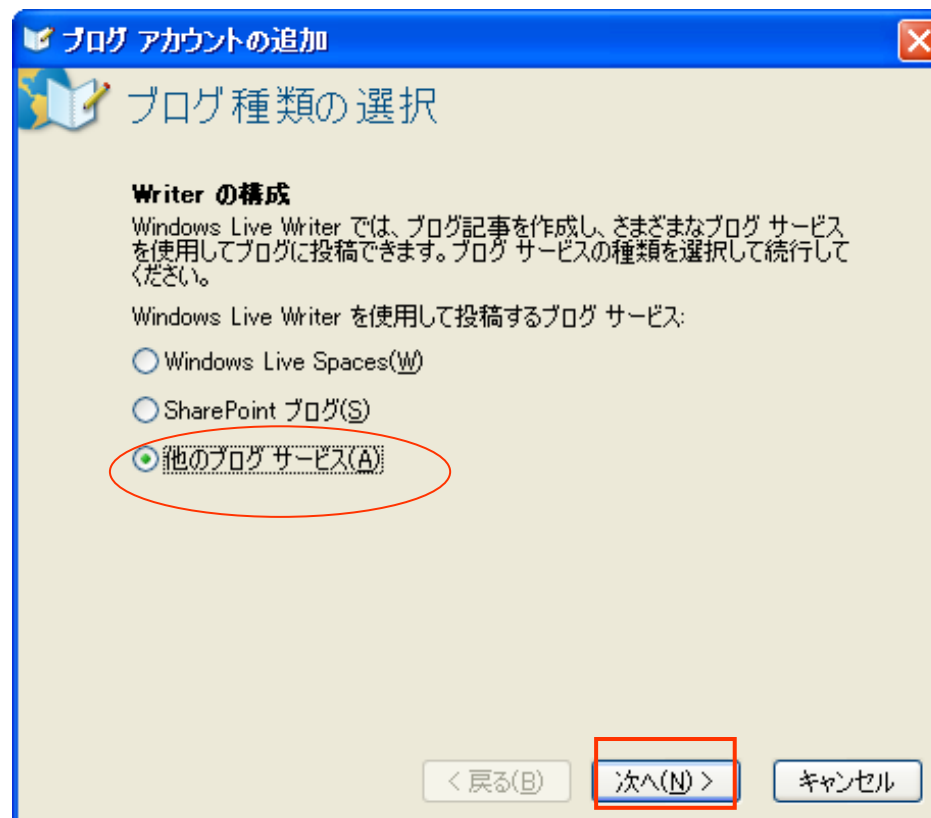 ブログ アカウントの追加
ブログ種類の選択
Writer の構成
Windows Live Writer では、ブログ記事を作成し、さまざまなブログ サービス
を使用してブログに投稿できます。ブログ サービスの種類を選択して続行して
ください。
Windows Live Writer を使用して投稿するブログ サービス:
Windows Live Spaces(W)
SharePoint ブログ(S)
他のブログ サービス(A)
< 戻る(B) 次へ(N) > キャンセル